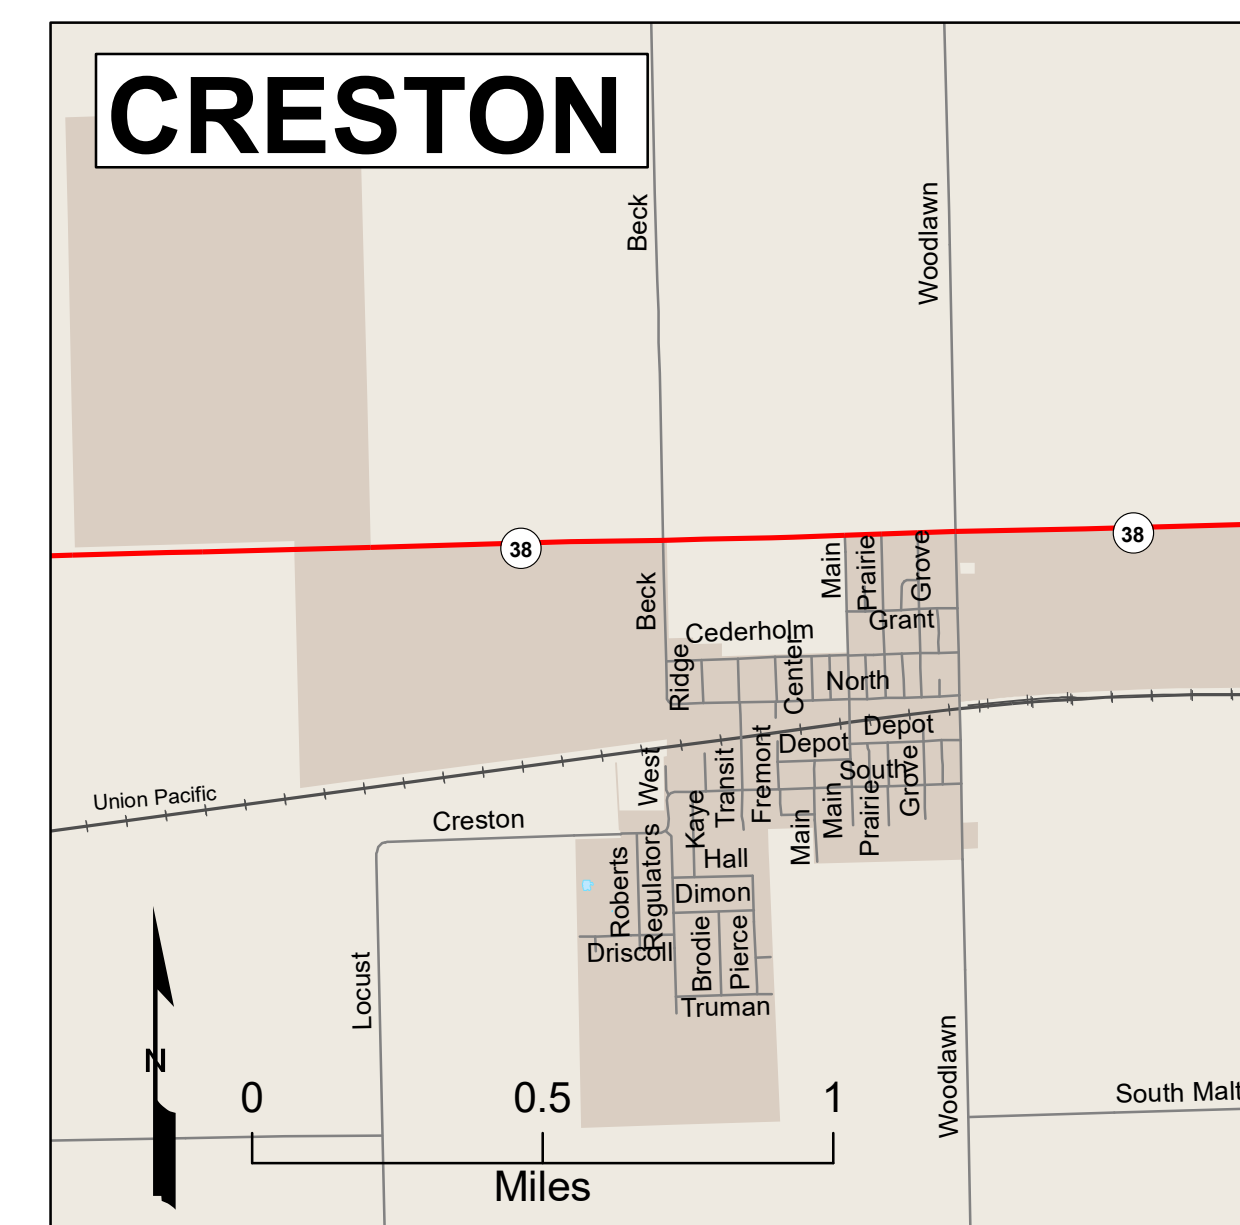 CRESTON
Beck
Woodlawn
38
38
Main
Prairie
Grove
Beck
Grant
Cederholm
Ridge
Center
North
Depot
Depot
South
West
Transit
Fremont
Grove
Union Pacific
Creston
Kaye
Main
Main
Prairie
Hall
Roberts
Regulators
Dimon
Brodie
Pierce
Driscoll
Truman
Locust
Woodlawn
N
South Malt
0 0.5 1
Miles